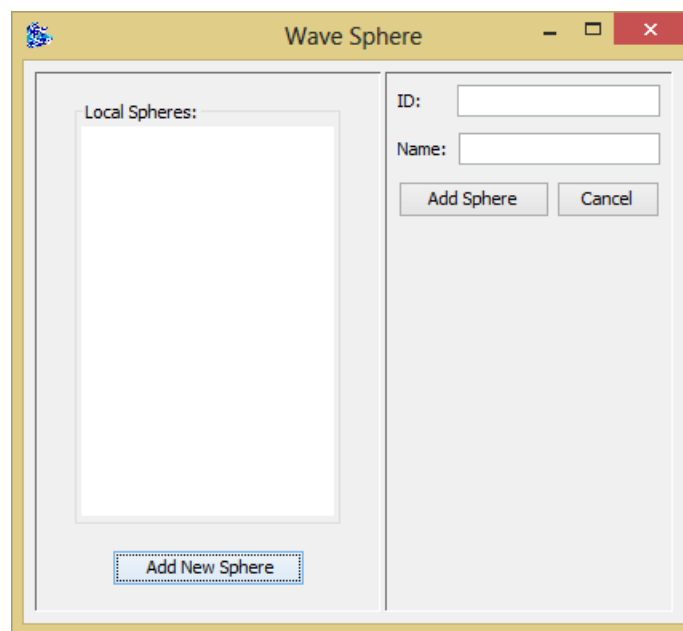 Wave Sphere
Local Spheres:
Add New Sphere
ID:
Name:
Add Sphere Cancel